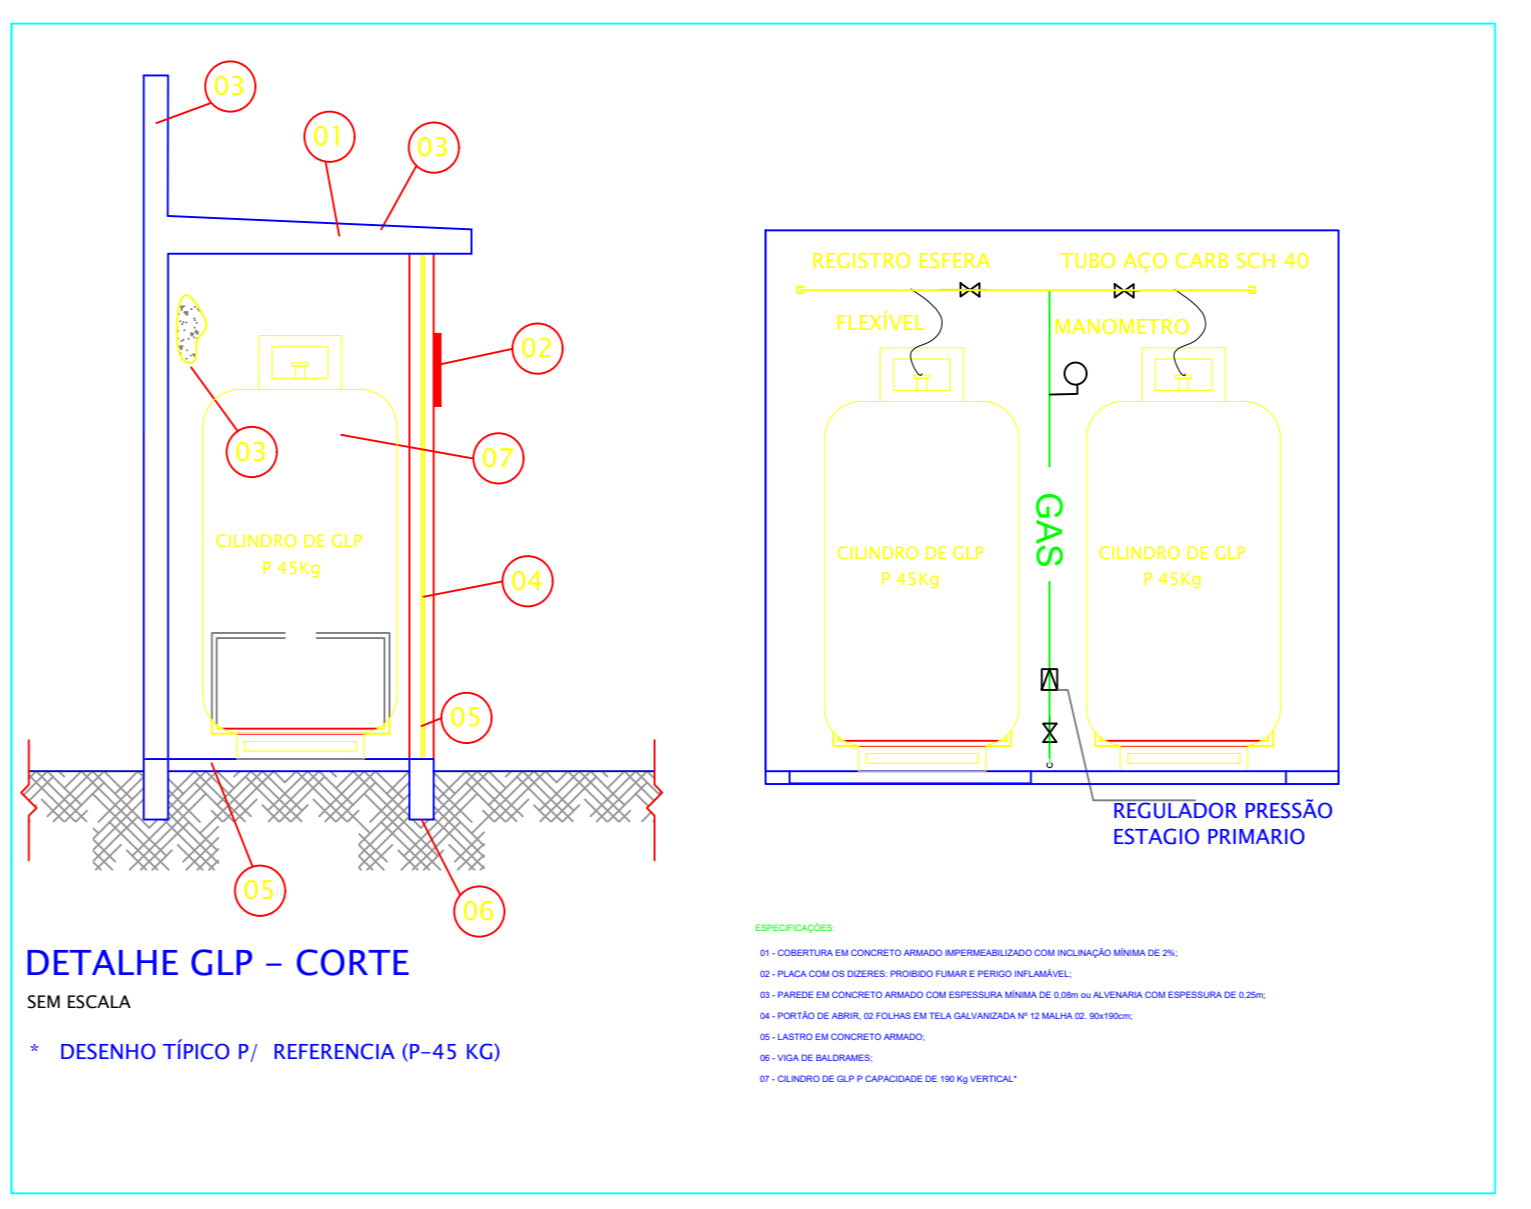 03
01
03
02
03
07
CILINDRO DE GLP
P 45Kg
04
05
05
06
DETALHE GLP - CORTE
SEM ESCALA
* DESENHO TÍPICO P/ REFERENCIA (P-45 KG)
REGISTRO ESFERA
TUBO AÇO CARB SCH 40
FLEXÍVEL
MANOMETRO
GAS
CILINDRO DE GLP
P 45Kg
CILINDRO DE GLP
P 45Kg
C
REGULADOR PRESSÃO
ESTAGIO PRIMARIO
ESPECIFICAÇÕES:
01 - COBERTURA EM CONCRETO ARMADO IMPERMEABILIZADO COM INCLINAÇÃO MÍNIMA DE 2%;
02 - PLACA COM OS DIZERES: PROIBIDO FUMAR E PERIGO INFLAMÁVEL;
03 - PAREDE EM CONCRETO ARMADO COM ESPESSURA MÍNIMA DE 0,08m ou ALVENARIA COM ESPESSURA DE 0,25m;
04 - PORTÃO DE ABRIR, 02 FOLHAS EM TELA GALVANIZADA Nº 12 MALHA 02. 90x190cm;
05 - LASTRO EM CONCRETO ARMADO;
06 - VIGA DE BALDRAMES;
07 - CILINDRO DE GLP P CAPACIDADE DE 190 Kg VERTICAL*